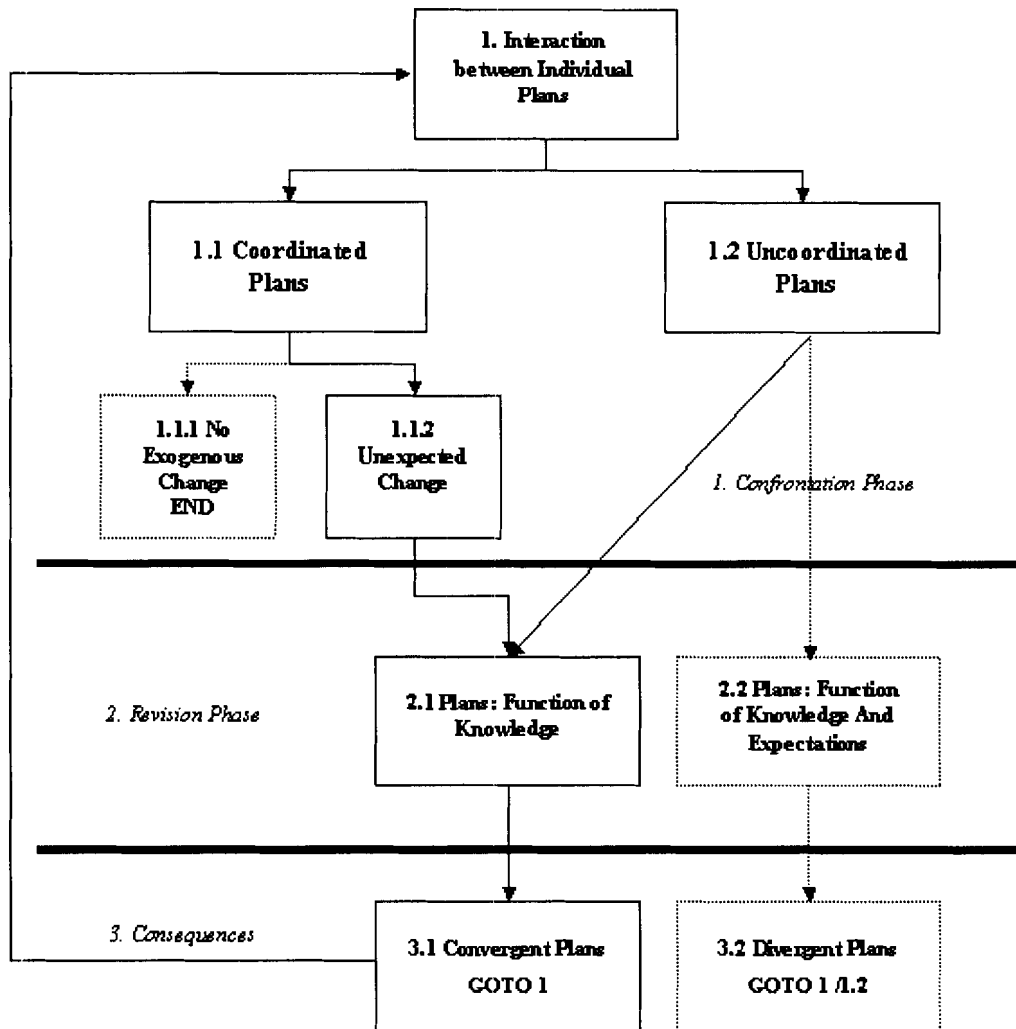 1. Interaction
between Individual
Plans
1.1 Coordinated
Plans
1.2 Uncoordinated
Plans
1.1.1 No
Exogenous
Change
END
1.1.2
Unexpected
Change
1. Confrontation Phase
2. Revision Phase
2.1 Plans: Function of
Knowledge
2.2 Plans: Function
of Knowledge And
Expectations
3. Consequences
3.1 Convergent Plans
GOTO 1
3.2 Divergent Plans
GOTO 1 /1.2